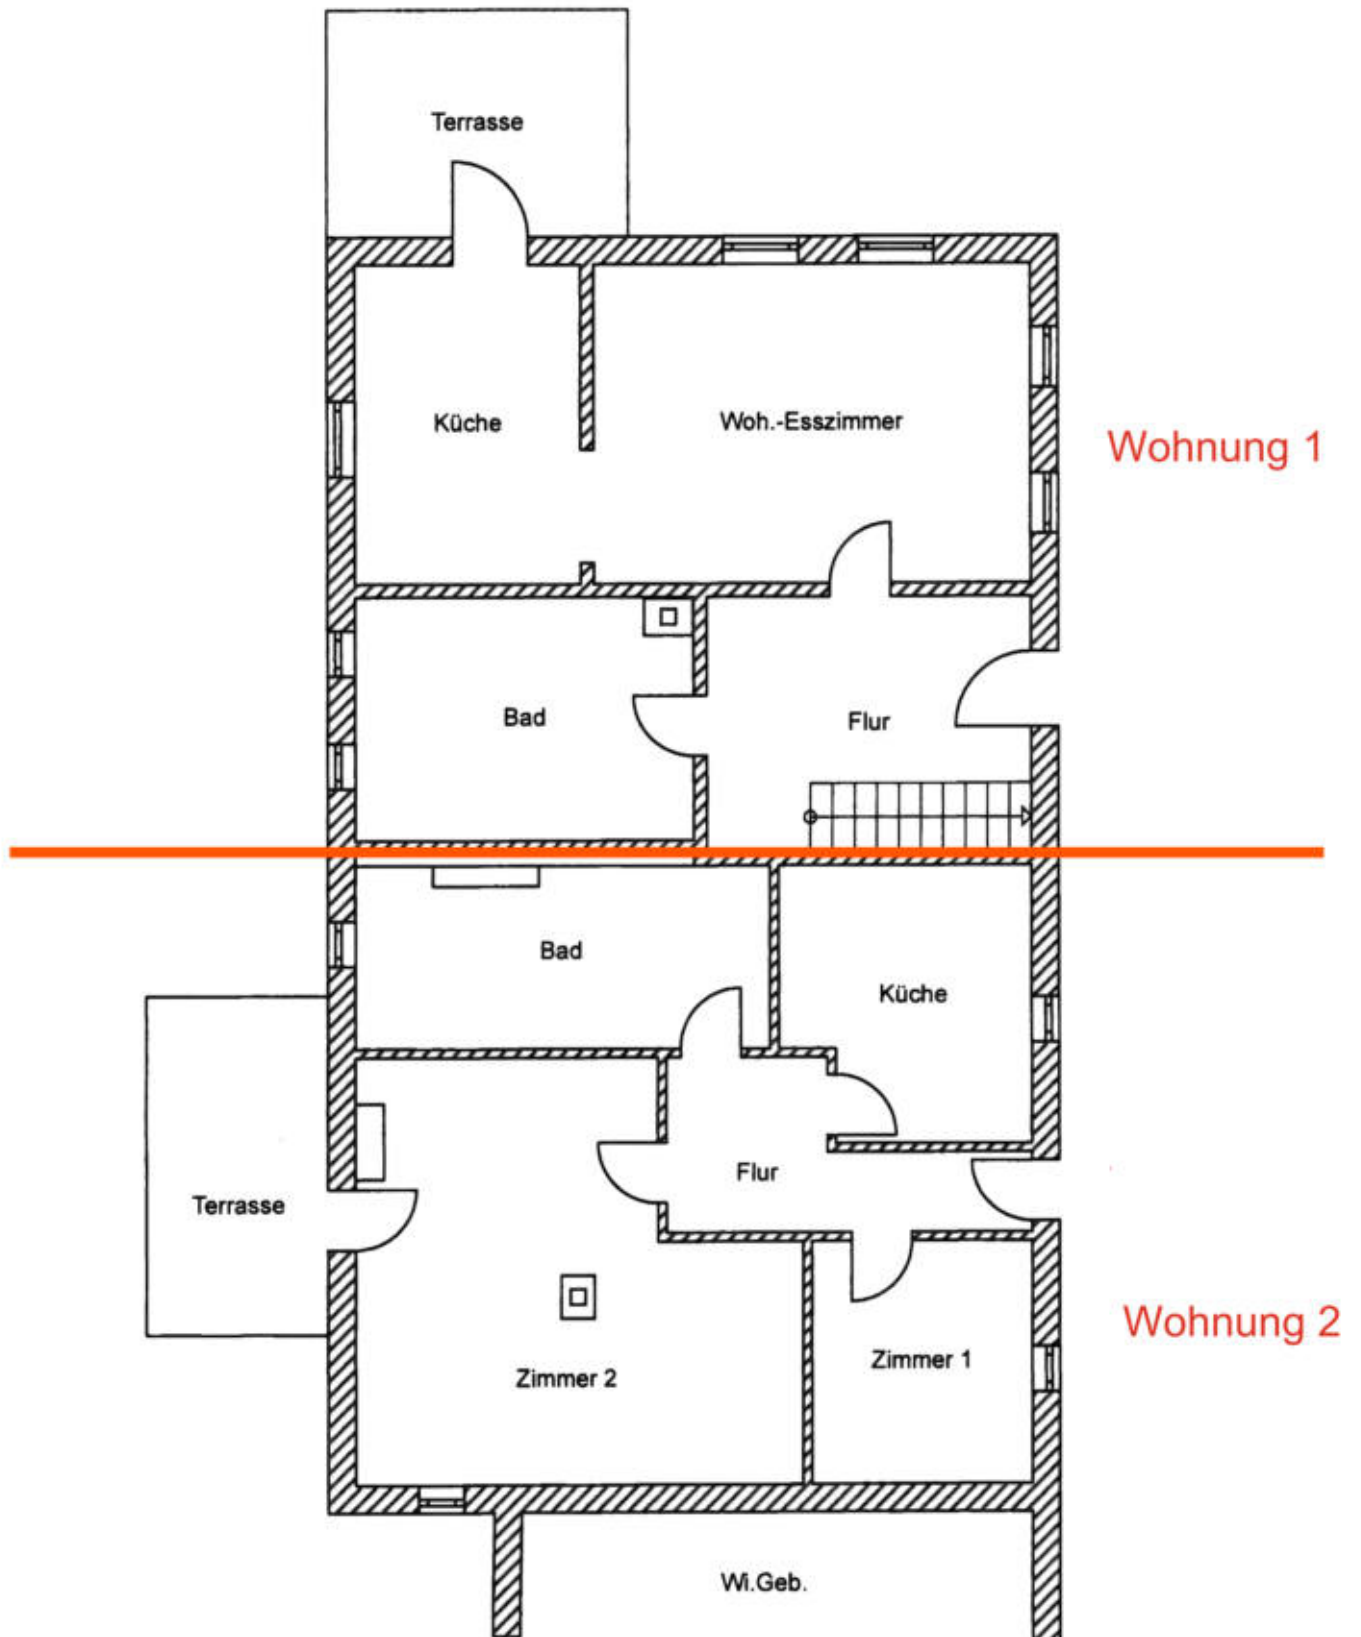 Terrasse
Küche
Woh.-Esszimmer
Wohnung 1
Bad
Flur
Bad
Küche
Terrasse
Flur
Zimmer 2
Zimmer 1
Wohnung 2
Wi.Geb.